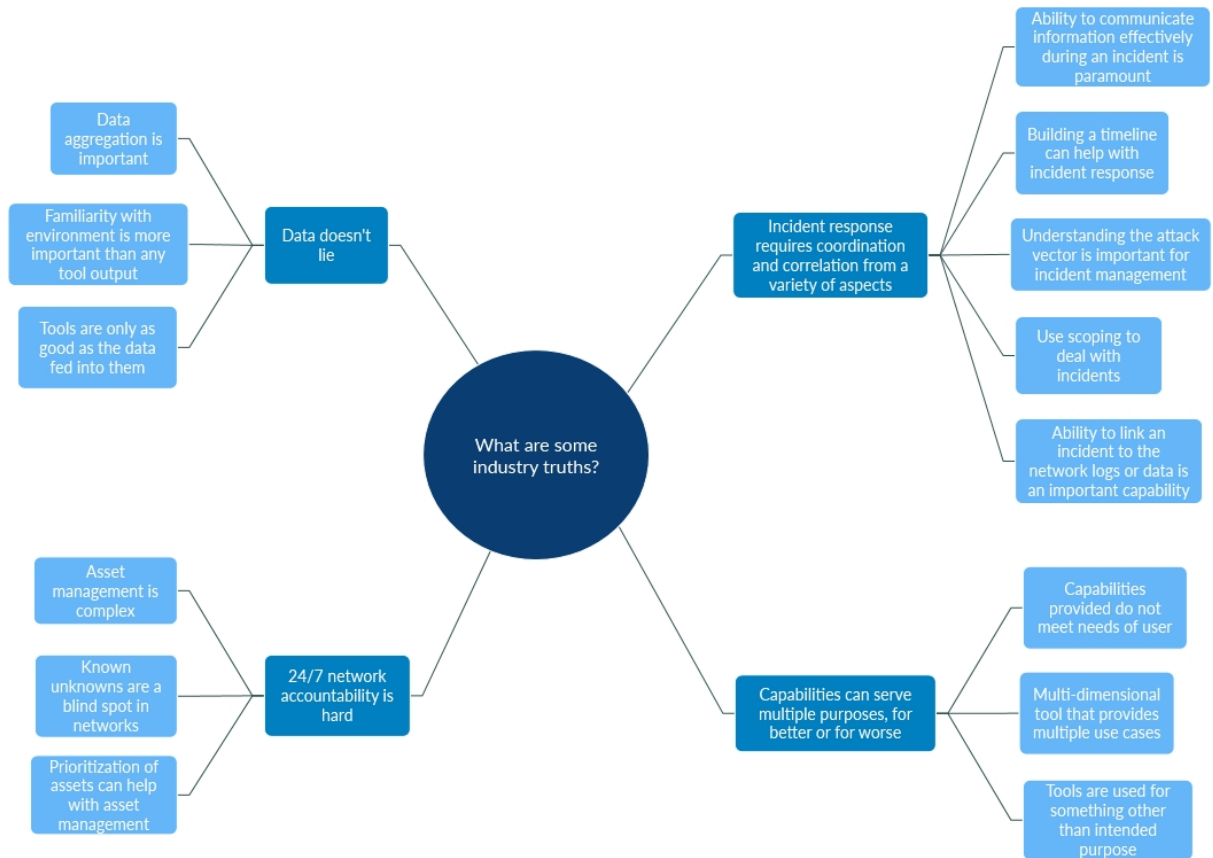 What are some
industry truths?
Data doesn't
lie
Data
aggregation is
important
Familiarity with
environment is more
important than any
tool output
Tools are only as
good as the data
fed into them
Incident response
requires coordination
and correlation from a
variety of aspects
Ability to communicate
information effectively
during an incident is
paramount
Building a timeline
can help with
incident response
Understanding the attack
vector is important for
incident management
Use scoping to
deal with
incidents
Ability to link an
incident to the
network logs or data is
an important capability
24/7 network
accountability is
hard
Asset
management is
complex
Known
unknowns are a
blind spot in
networks
Prioritization of
assets can help
with asset
management
Capabilities can serve
multiple purposes, for
better or for worse
Capabilities
provided do not
meet needs of user
Multi-dimensional
tool that provides
multiple use cases
Tools are used for
something other
than intended
purpose